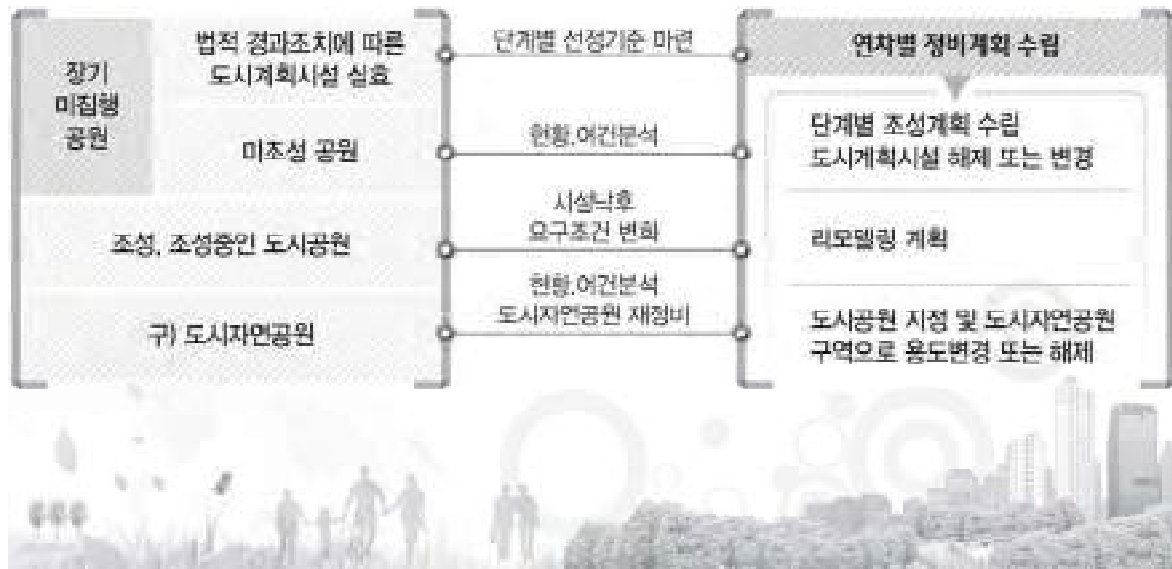 장기
미집행
공원
법적 경과조치에 따른
도시계획시설 실효
미조성 공원
조성, 조성중인 도시공원
구) 도시자연공원
단계별 선정기준 마련
현황.여건분석
시설낙후
요구조건 변화
현황.여건분석
도시자연공원 재정비
연차별 정비계획 수립
단계별 조성계획 수립
도시계획시설 해제 또는 변경
리모델링 계획
도시공원 지정 및 도시자연공원
구역으로 용도변경 또는 해제